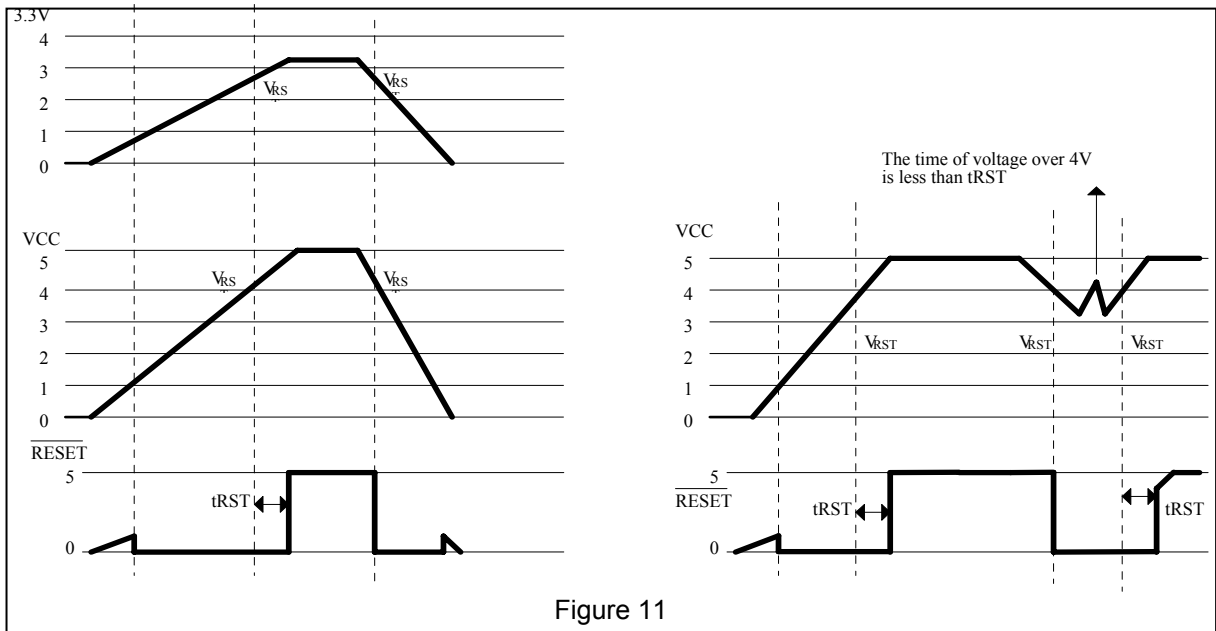 3.3V
4
3
2
1
0
VRS
VRS
VCC
5
4
3
2
1
0
VRS
VRS
RESET
5
0
tRST
The time of voltage over 4V
is less than tRST
VCC
5
4
3
2
1
0
VRST
VRST
VRST
RESET
5
0
tRST
tRST
Figure 11